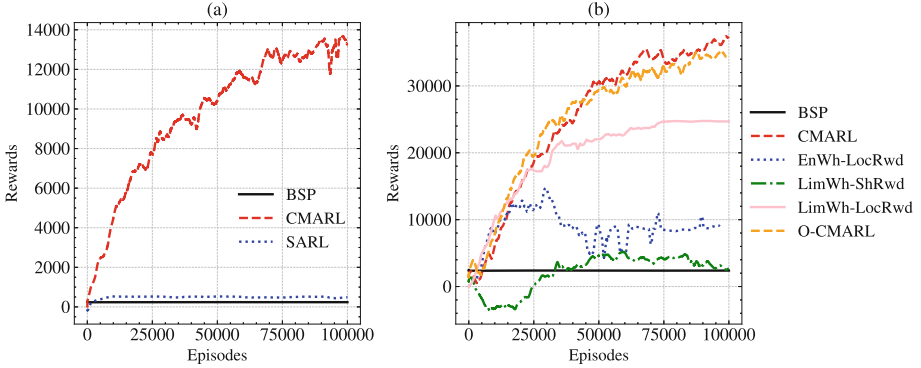 (a)
14000
12000
10000
8000
6000
4000
2000
0
Rewards
BSP
CMARL
SARL
0 25000 50000 75000 100000
Episodes
(b)
30000
20000
10000
0
Rewards
0 25000 50000 75000 100000
Episodes
BSP
CMARL
EnWh-LocRwd
LimWh-ShRwd
LimWh-LocRwd
O-CMARL